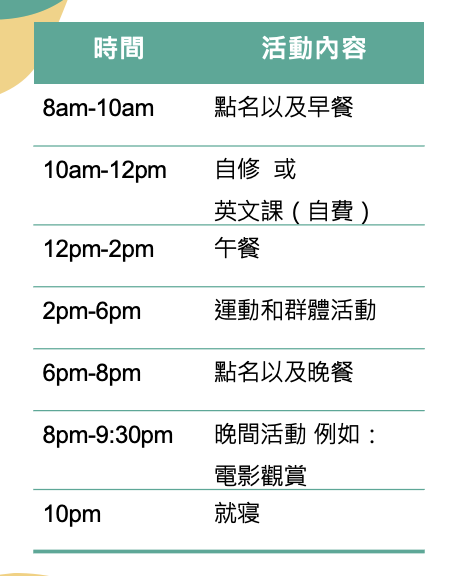 時間 活動內容
8am-10am 點名以及早餐
10am-12pm 自修 或
英文課（自費）
12pm-2pm 午餐
2pm-6pm 運動和群體活動
6pm-8pm 點名以及晚餐
8pm-9:30pm 晚間活動 例如：
電影觀賞
10pm 就寢